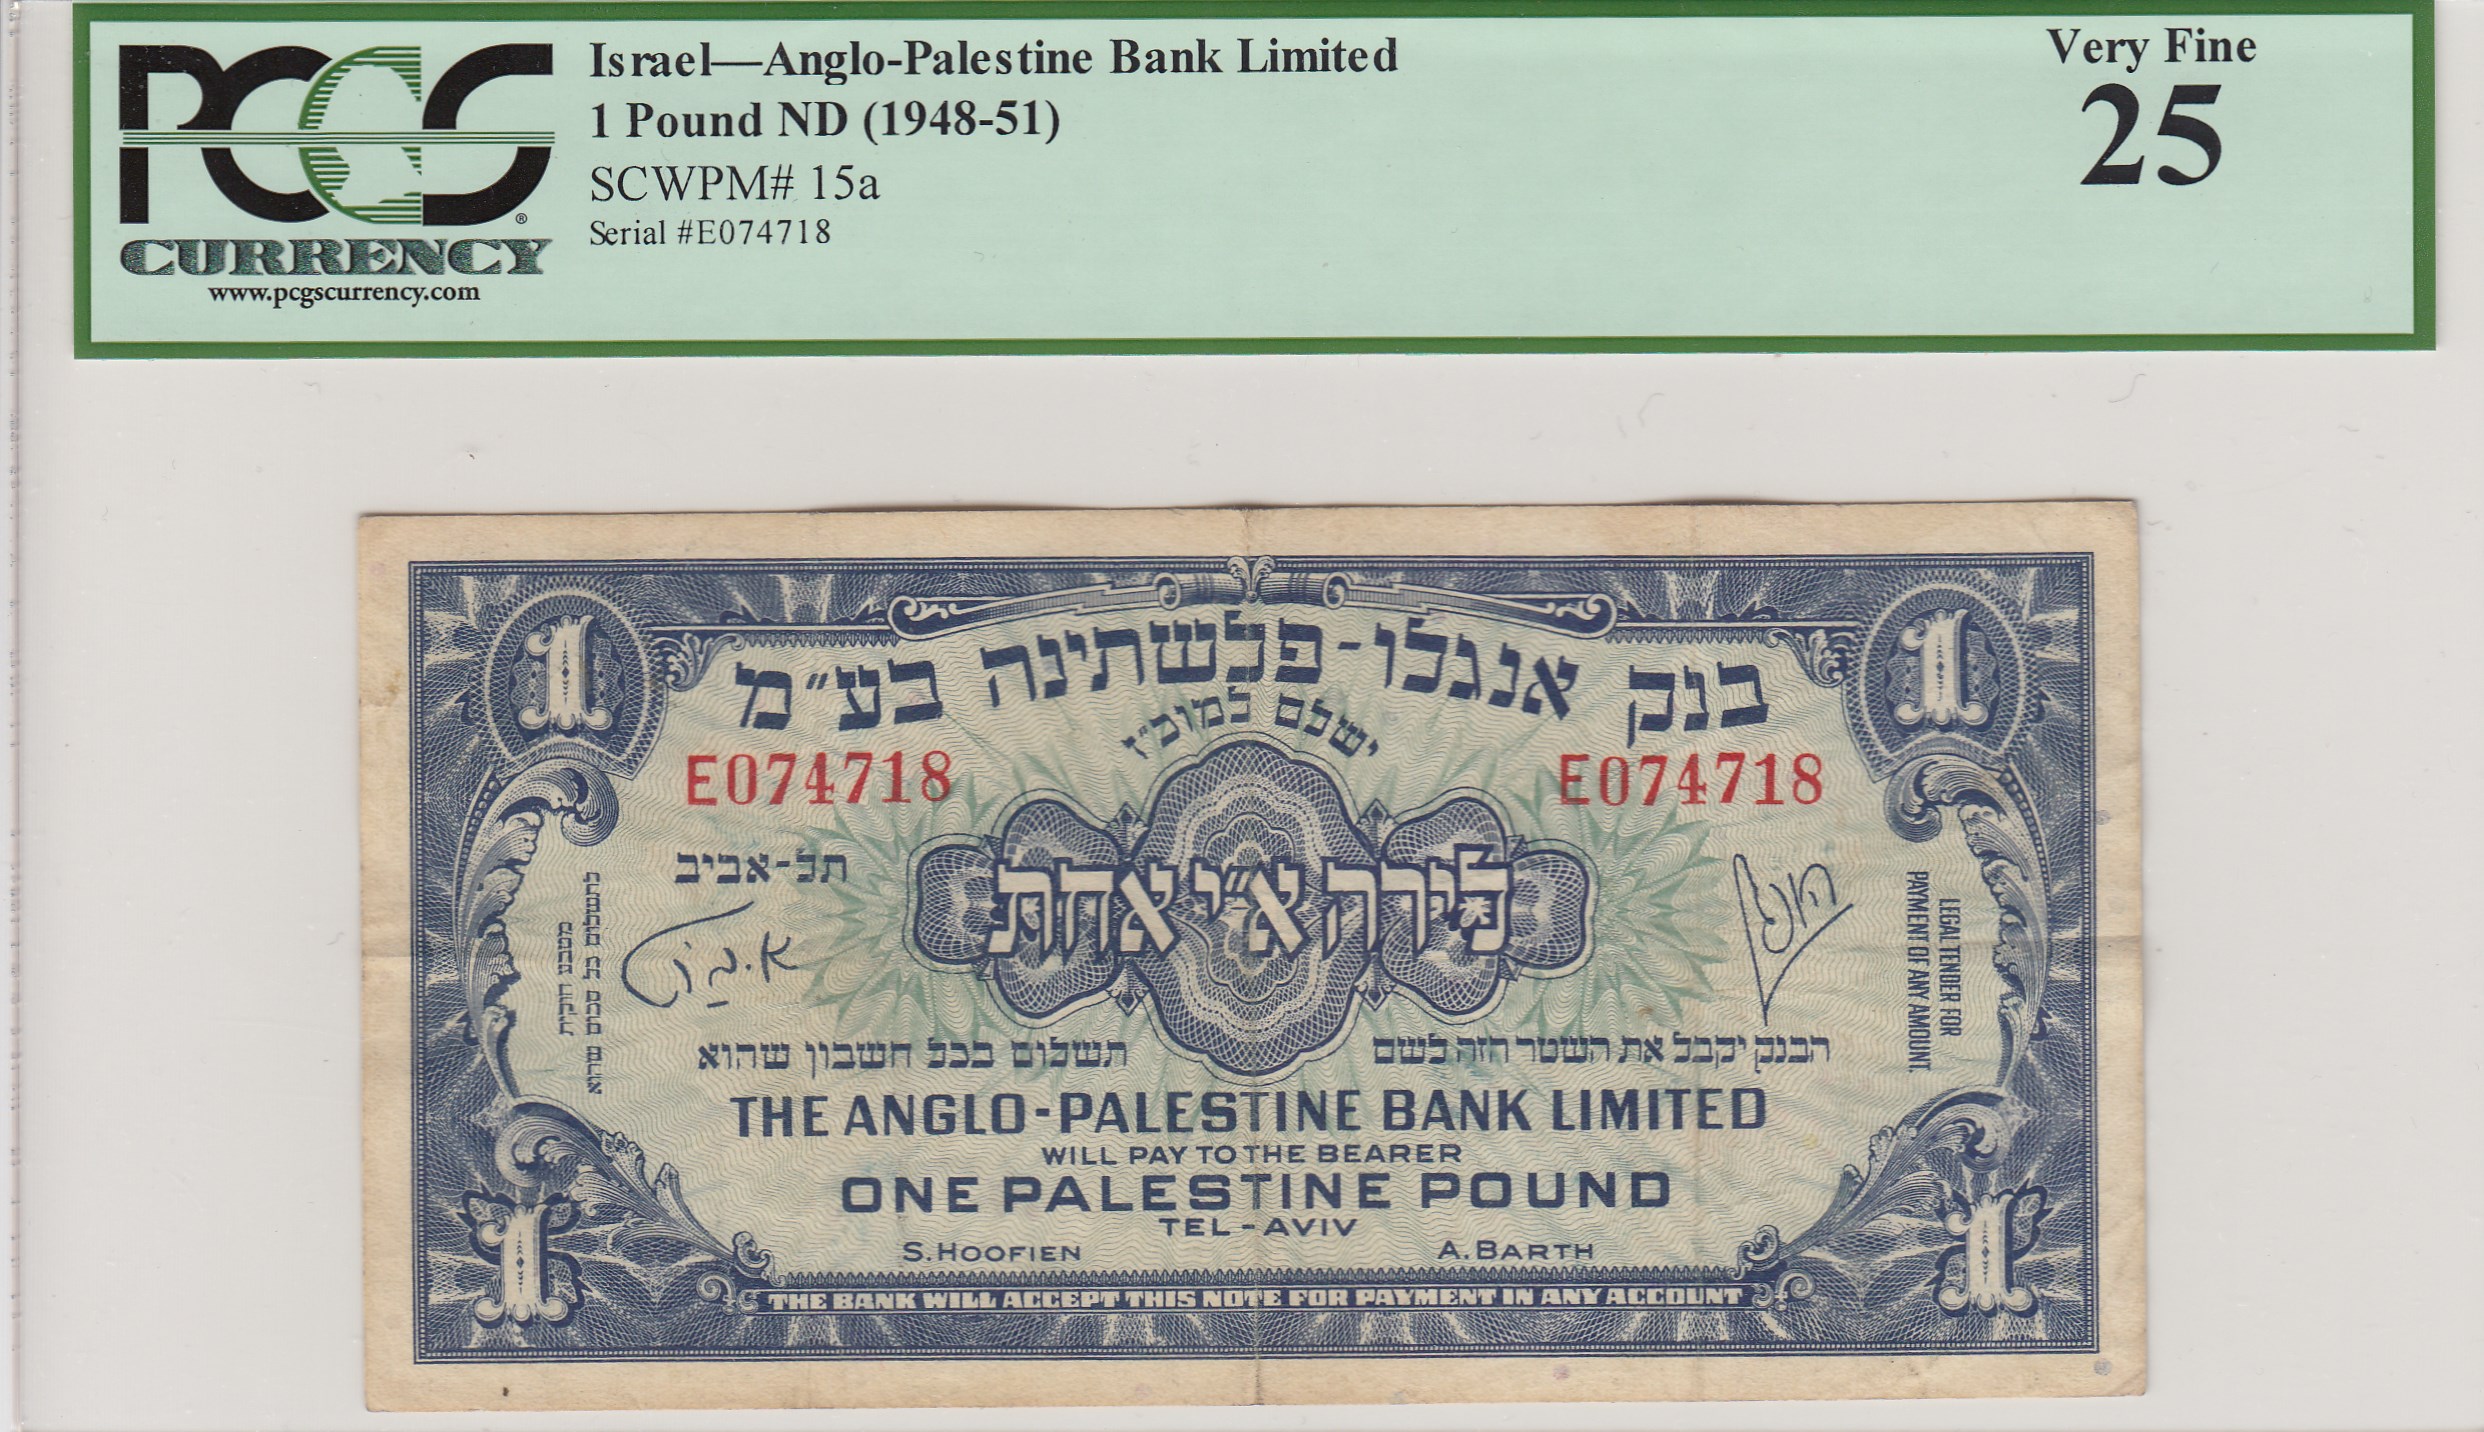 PCGS
CURRENCY
www.pcgscurrency.com
Israel—Anglo-Palestine Bank Limited
1 Pound ND (1948-51)
SCWPM# 15a
Serial #E074718
Very Fine
25
1
1
בנק אנגלו-פלשתינה בע"מ
ישלם למוכ"ז
E074718
E074718
תל-אביב
לירה א"י אחת
LEGAL TENDER FOR
PAYMENT OF ANY AMOUNT.
הבנק יקבל את השטר הזה לשם
תשלום בכל חשבון שהוא
THE ANGLO-PALESTINE BANK LIMITED
WILL PAY TO THE BEARER
ONE PALESTINE POUND
TEL-AVIV
S. HOOFIEN
A. BARTH
1
1
THE BANK WILL ACCEPT THIS NOTE FOR PAYMENT IN ANY ACCOUNT